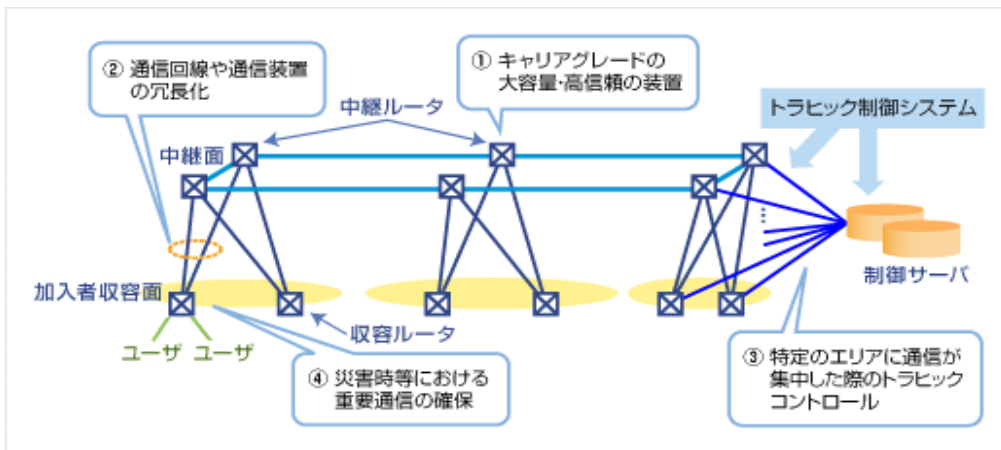 ② 通信回線や通信装置
の冗長化
① キャリアグレードの
大容量・高信頼の装置
トラヒック制御システム
中継ルータ
中継面
加入者収容面
収容ルータ
制御サーバ
ユーザ ユーザ
④ 災害時等における
重要通信の確保
③ 特定のエリアに通信が
集中した際のトラヒック
コントロール